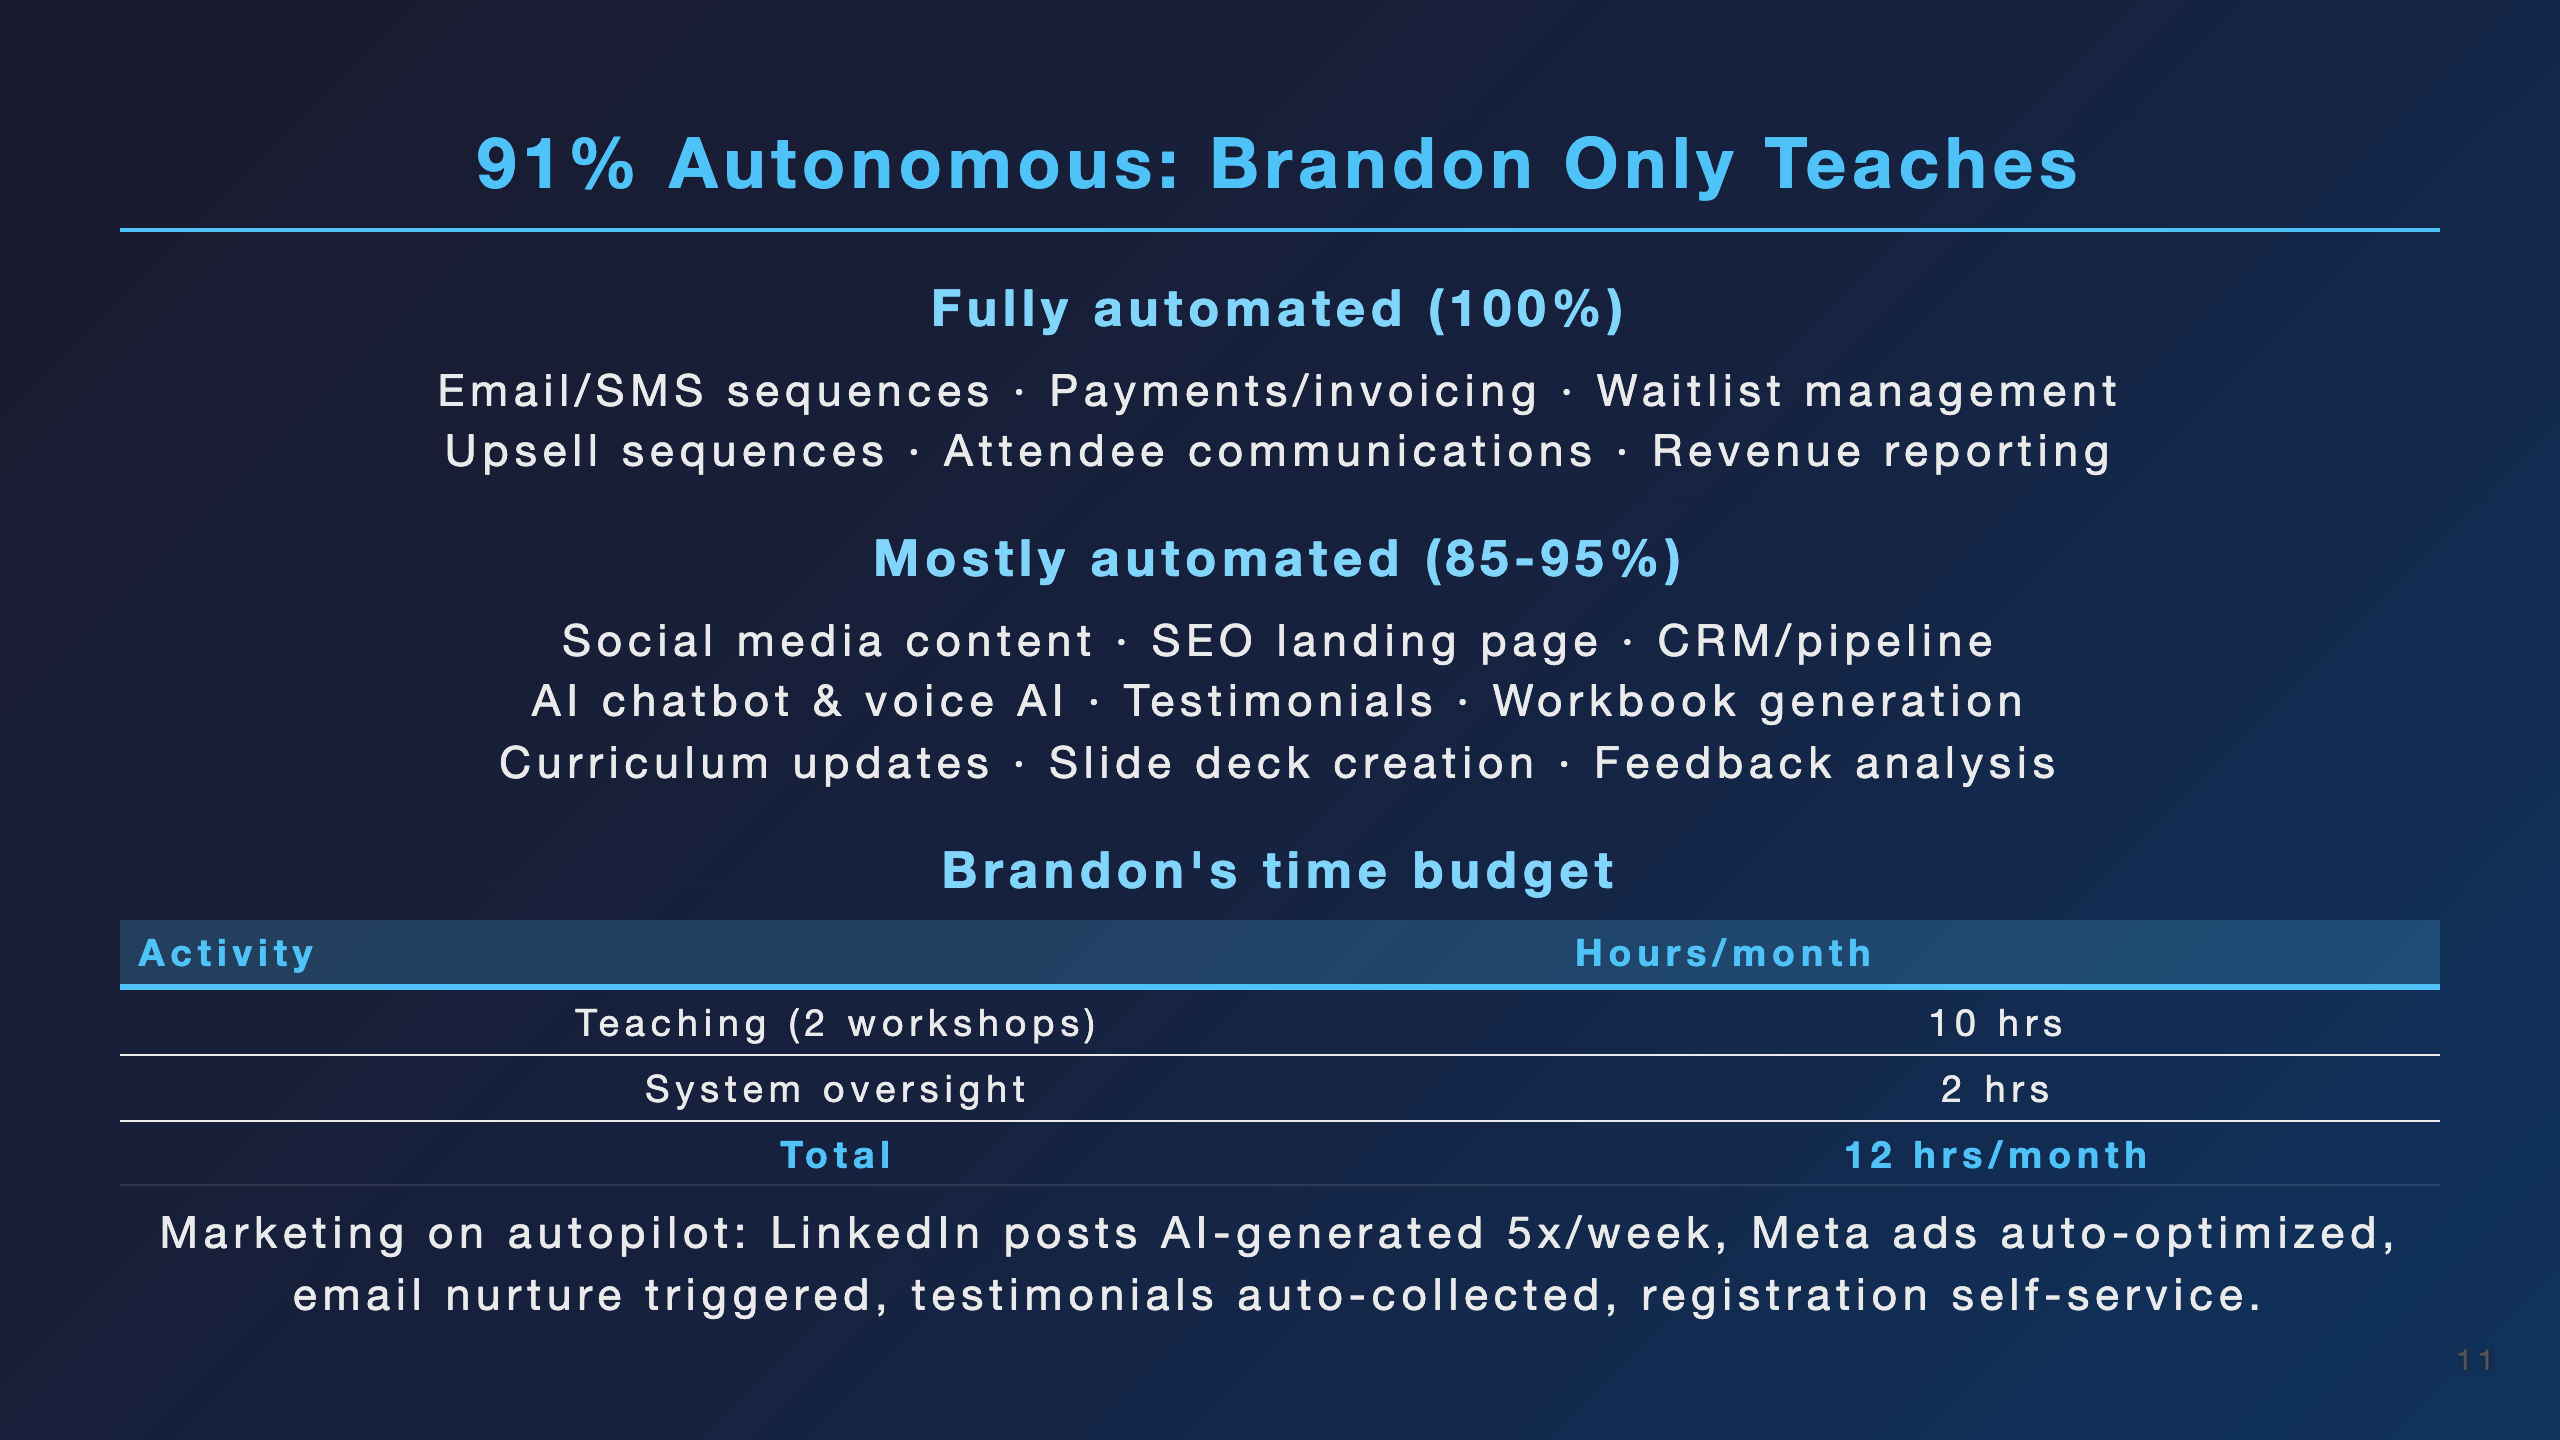 91% Autonomous: Brandon Only Teaches
Fully automated (100%)
Email/SMS sequences · Payments/invoicing · Waitlist management
Upsell sequences · Attendee communications · Revenue reporting
Mostly automated (85-95%)
Social media content · SEO landing page · CRM/pipeline
AI chatbot & voice AI · Testimonials · Workbook generation
Curriculum updates · Slide deck creation · Feedback analysis
Brandon's time budget
Activity Hours/month
Teaching (2 workshops) 10 hrs
System oversight 2 hrs
Total 12 hrs/month
Marketing on autopilot: LinkedIn posts AI-generated 5x/week, Meta ads auto-optimized,
email nurture triggered, testimonials auto-collected, registration self-service.
11